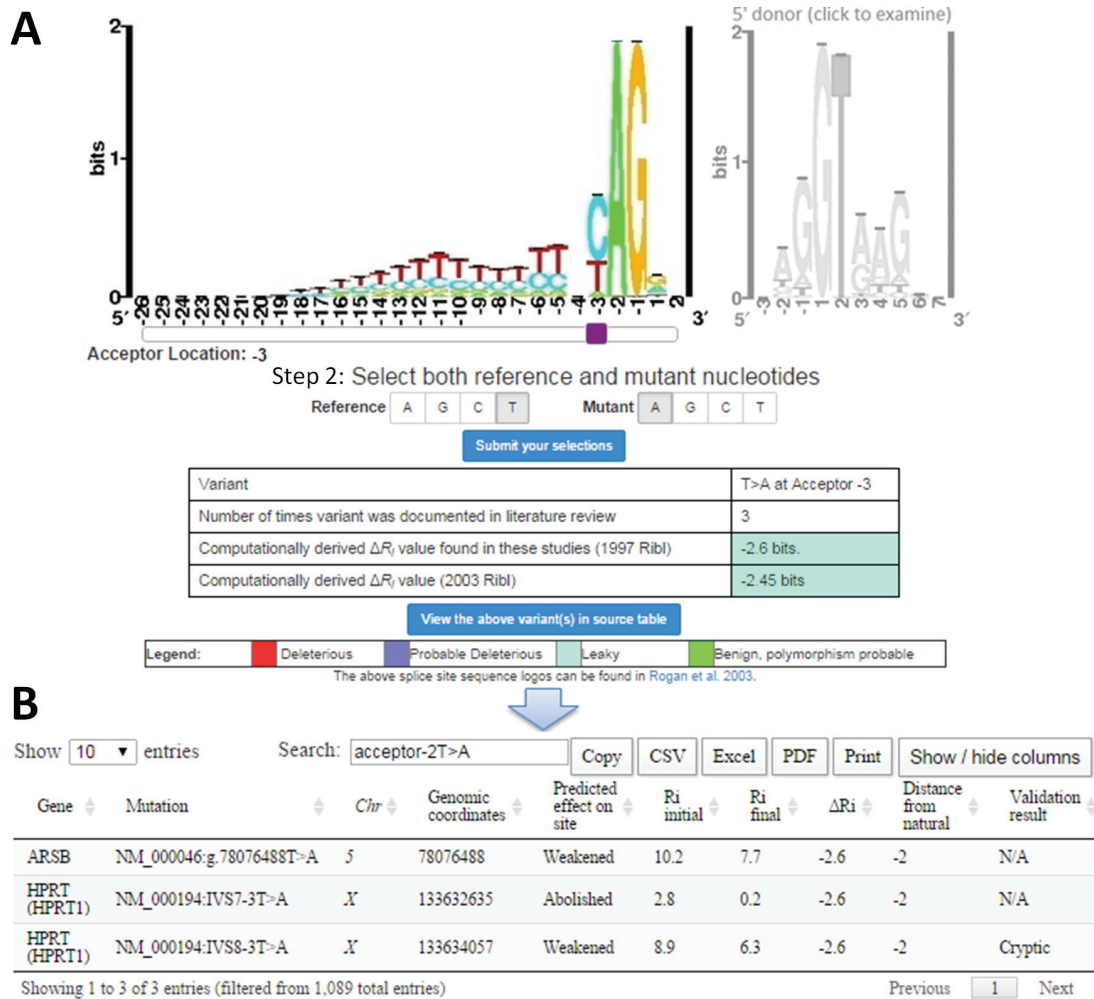 A
5' donor (click to examine)
2
1
0
bits
5′ -26 -25 -24 -23 -22 -21 -20 -19 -18 -17 -16 -15 -14 -13 -12 -11 -10 -9 -8 -7 -6 -5 -4 -3 -2 -1 1 2 3′
2
1
0
bits
5′ -3 -2 -1 1 2 3 4 5 6 7 3′
Acceptor Location: -3
Step 2: Select both reference and mutant nucleotides
Reference A G C T Mutant A G C T
Submit your selections
Variant T>A at Acceptor -3
Number of times variant was documented in literature review 3
Computationally derived ΔRi value found in these studies (1997 Ribl) -2.6 bits.
Computationally derived ΔRi value (2003 Ribl) -2.45 bits
View the above variant(s) in source table
Legend: Deleterious Probable Deleterious Leaky Benign, polymorphism probable
The above splice site sequence logos can be found in Rogan et al. 2003.
B
Show 10 entries Search: acceptor-2T>A Copy CSV Excel PDF Print Show / hide columns
Gene Mutation Chr Genomic coordinates Predicted effect on site Ri initial Ri final ΔRi Distance from natural Validation result
ARSB NM_000046:g.78076488T>A 5 78076488 Weakened 10.2 7.7 -2.6 -2 N/A
HPRT (HPRT1) NM_000194:IVS7-3T>A X 133632635 Abolished 2.8 0.2 -2.6 -2 N/A
HPRT (HPRT1) NM_000194:IVS8-3T>A X 133634057 Weakened 8.9 6.3 -2.6 -2 Cryptic
Showing 1 to 3 of 3 entries (filtered from 1,089 total entries) Previous 1 Next